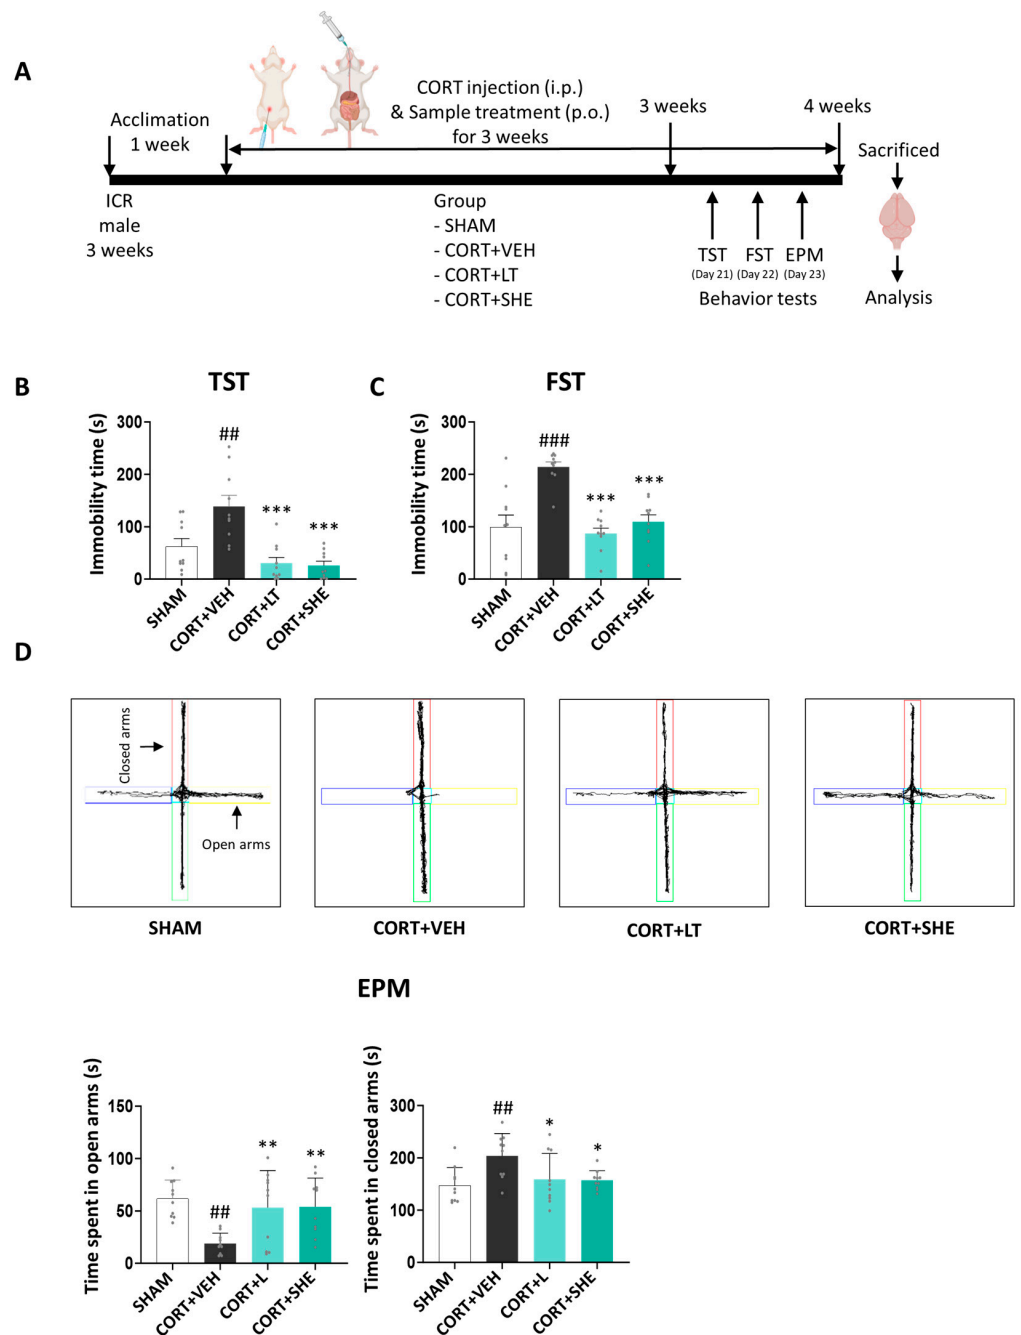 A
Acclimation
1 week
CORT injection (i.p.)
& Sample treatment (p.o.)
for 3 weeks
3 weeks
4 weeks
Sacrificed
ICR
male
3 weeks
Group
- SHAM
- CORT+VEH
- CORT+LT
- CORT+SHE
TST
(Day 21)
FST
(Day 22)
EPM
(Day 23)
Behavior tests
Analysis
B
TST
Immobility time (s)
300
200
100
0
##
***
***
SHAM
CORT+VEH
CORT+LT
CORT+SHE
C
FST
Immobility time (s)
300
200
100
0
###
***
***
SHAM
CORT+VEH
CORT+LT
CORT+SHE
D
Closed arms
Open arms
SHAM
CORT+VEH
CORT+LT
CORT+SHE
EPM
Time spent in open arms (s)
150
100
50
0
##
**
**
SHAM
CORT+VEH
CORT+L
CORT+SHE
Time spent in closed arms (s)
300
200
100
0
##
*
*
SHAM
CORT+VEH
CORT+L
CORT+SHE